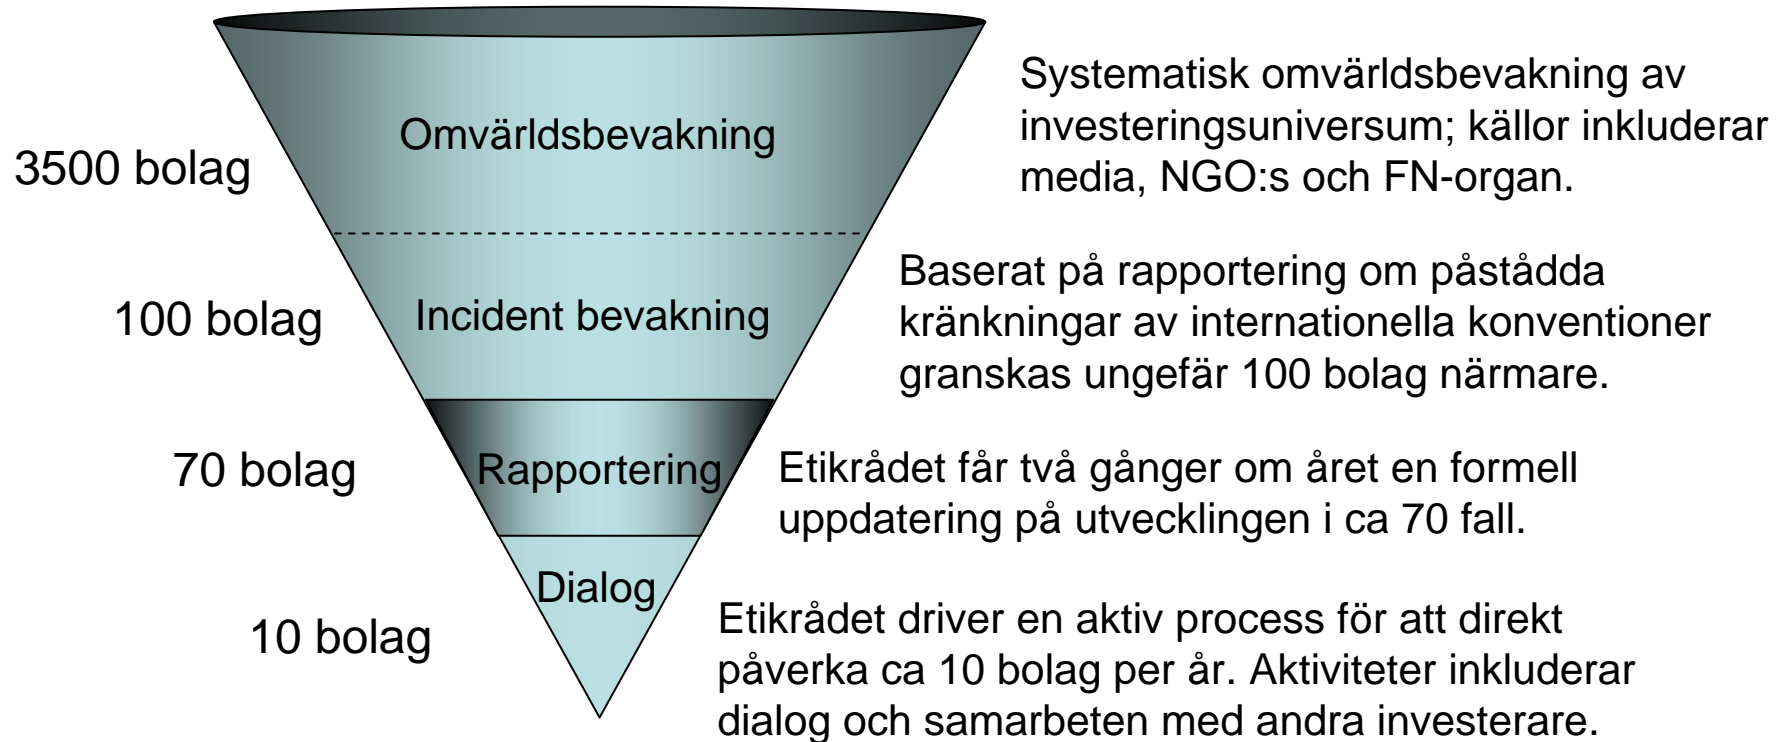 Omvärldsbevakning
3500 bolag
Systematisk omvärldsbevakning av
investeringsuniversum; källor inkluderar
media, NGO:s och FN-organ.
Incident bevakning
100 bolag
Baserat på rapportering om påstådda
kränkningar av internationella konventioner
granskas ungefär 100 bolag närmare.
Rapportering
70 bolag
Etikrådet får två gånger om året en formell
uppdatering på utvecklingen i ca 70 fall.
Dialog
10 bolag
Etikrådet driver en aktiv process för att direkt
påverka ca 10 bolag per år. Aktiviteter inkluderar
dialog och samarbeten med andra investerare.